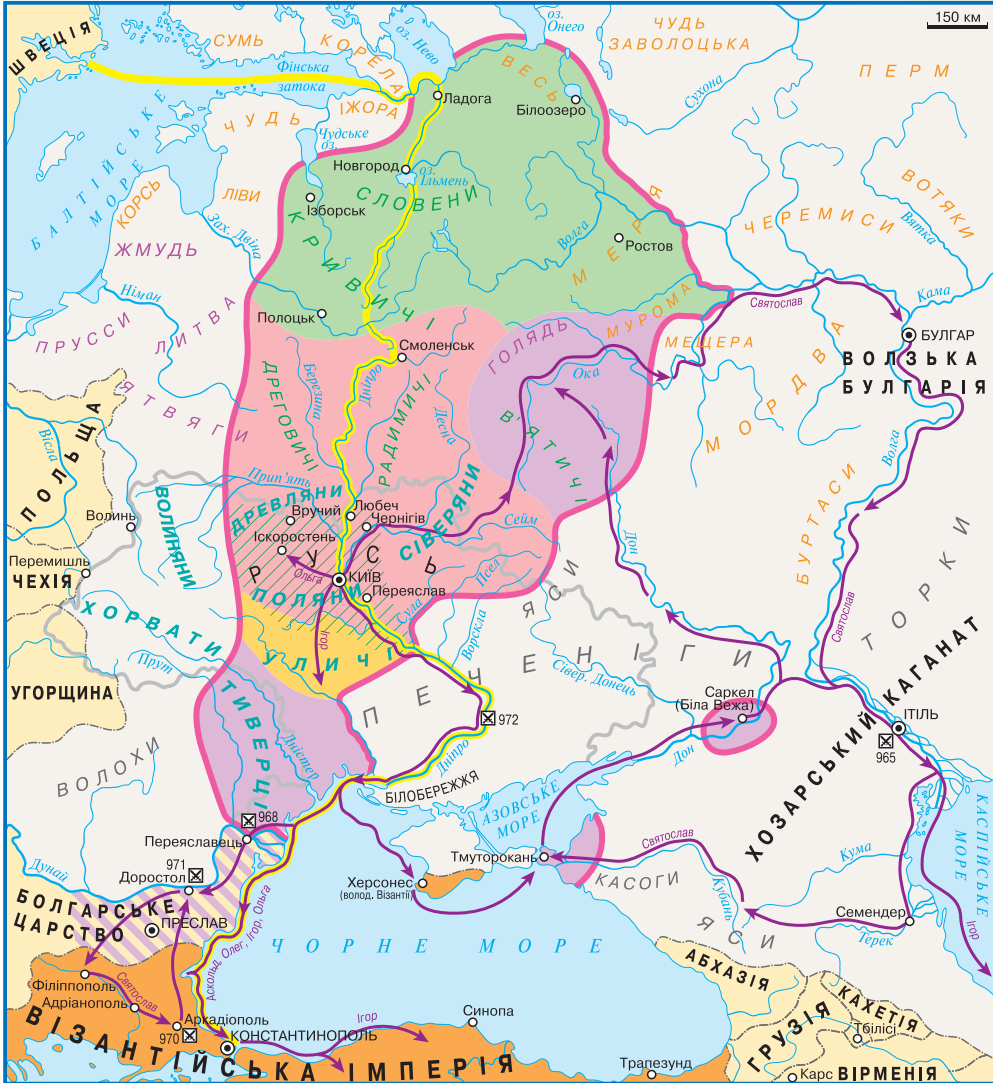 150 км
ШВЕЦІЯ
СУМЬ
КОРЕЛА
оз. Нево
оз.
Онего
ЧУДЬ
ЗАВОЛОЦЬКА
ПЕРМ
Фінська
затока
ІЖОРА
ВЕСЬ
Ладога
Білоозеро
Сухона
ЧУДЬ
Чудське
оз.
БАЛТІЙСЬКЕ
МОРЕ
Новгород
оз.
Ільмень
СЛОВЕНИ
КОРСЬ
ЛІВИ
Ізборськ
КРИВИЧІ
Зах. Двіна
ЖМУДЬ
Волга
Ростов
МЕРЯ
ЧЕРЕМИСИ
ВОТЯКИ
Вятка
Кама
Німан
ПРУССИ
ЛИТВА
Полоцьк
МУРОМА
Святослав
ГОЛЯДЬ
МЕЩЕРА
БУЛГАР
ВОЛЗЬКА
БУЛГАРІЯ
Смоленськ
ЯТВЯГИ
ДРЕГОВИЧІ
Березина
Дніпро
РАДИМИЧІ
Десна
Ока
ВЯТИЧІ
МОРДВА
Волга
ПОЛЬЩА
Вісла
Волинь
ВОЛИНЯНИ
Прип'ять
ДРЕВЛЯНИ
Вручий
Любеч
Чернігів
СІВЕРЯНИ
Сейм
Дон
БУРТАСИ
Іскоростень
РУСЬ
Перемишль
ЧЕХІЯ
Ольга
КИЇВ
Псел
ПОЛЯНИ
Переяслав
ЯСИ
Святослав
ТОРКИ
ХОРВАТИ
Сула
Ворскла
Ігор
УЛИЧІ
Прут
ПЕЧЕНІГИ
Сівер. Донець
УГОРЩИНА
ТИВЕРЦІ
Саркел
(Біла Вежа)
ХОЗАРСЬКИЙ КАГАНАТ
ІТІЛЬ
965
972
Дністер
Дніпро
Дон
ВОЛОХИ
БІЛОБЕРЕЖЖЯ
АЗОВСЬКЕ
МОРЕ
КАСПІЙСЬКЕ
МОРЕ
968
Переяславець
Святослав
Кума
Тмуторокань
971
Доростол
Дунай
Херсонес
(волод. Візантії)
КАСОГИ
Кубань
БОЛГАРСЬКЕ
ЦАРСТВО
ПРЕСЛАВ
Семендер
Терек
Ігор
ЯСИ
Аскольд, Олег, Ігор, Ольга
ЧОРНЕ МОРЕ
АБХАЗІЯ
Філіппополь
Святослав
Адріанополь
Аркадіополь
970
КОНСТАНТИНОПОЛЬ
Ігор
Синопа
КАХЕТІЯ
ГРУЗІЯ
Тбілісі
ВІЗАНТІЙСЬКА ІМПЕРІЯ
Трапезунд
Карс
ВІРМЕНІЯ